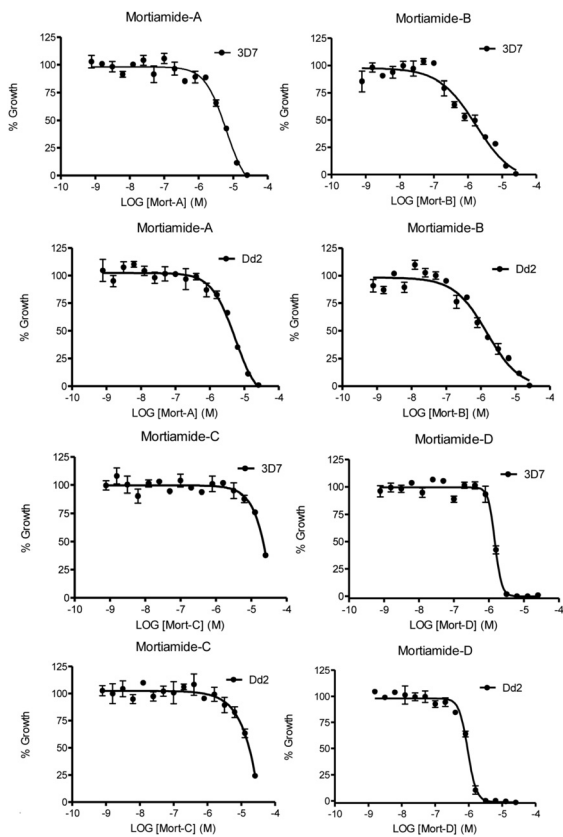 Mortiamide-A
125
100
75
50
25
0
% Growth
3D7
-10 -9 -8 -7 -6 -5 -4
LOG [Mort-A] (M)
Mortiamide-B
125
100
75
50
25
0
% Growth
3D7
-10 -9 -8 -7 -6 -5 -4
LOG [Mort-B] (M)
Mortiamide-A
125
100
75
50
25
0
% Growth
Dd2
-10 -9 -8 -7 -6 -5 -4
LOG [Mort-A] (M)
Mortiamide-B
125
100
75
50
25
0
% Growth
Dd2
-10 -9 -8 -7 -6 -5 -4
LOG [Mort-B] (M)
Mortiamide-C
125
100
75
50
25
0
% Growth
3D7
-10 -9 -8 -7 -6 -5 -4
LOG [Mort-C] (M)
Mortiamide-D
125
100
75
50
25
0
% Growth
3D7
-10 -9 -8 -7 -6 -5 -4
LOG [Mort-D] (M)
Mortiamide-C
125
100
75
50
25
0
% Growth
Dd2
-10 -9 -8 -7 -6 -5 -4
LOG [Mort-C] (M)
Mortiamide-D
125
100
75
50
25
0
% Growth
Dd2
-10 -9 -8 -7 -6 -5 -4
LOG [Mort-D] (M)